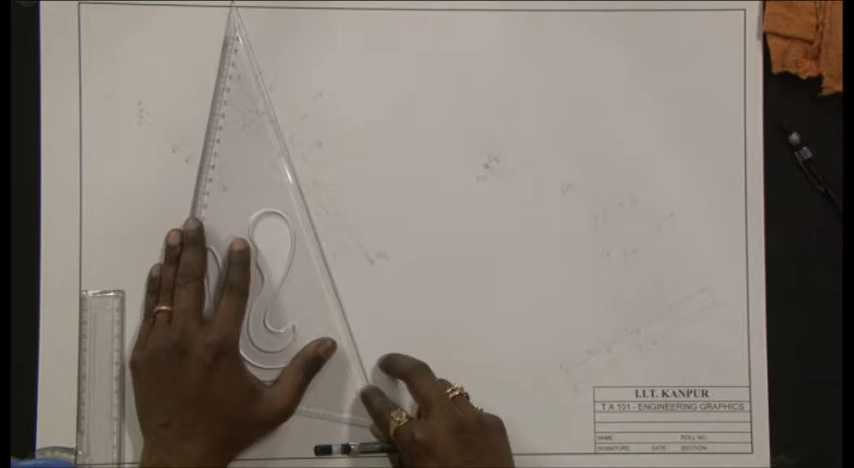 I.I.T. KANPUR
T A 101 - ENGINEERING GRAPHICS
NAME ROLL NO.
SIGNATURE DATE SECTION